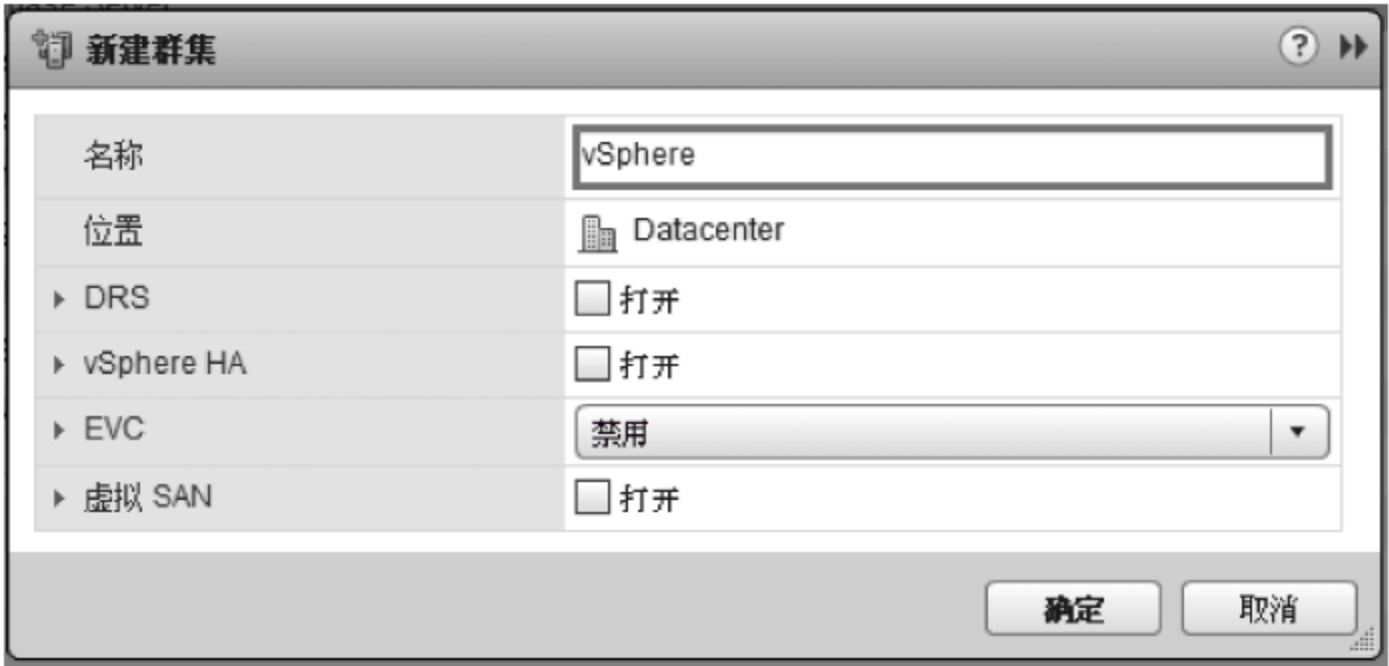 新建群集
名称 vSphere
位置 Datacenter
DRS 打开
vSphere HA 打开
EVC 禁用
虚拟 SAN 打开
确定 取消